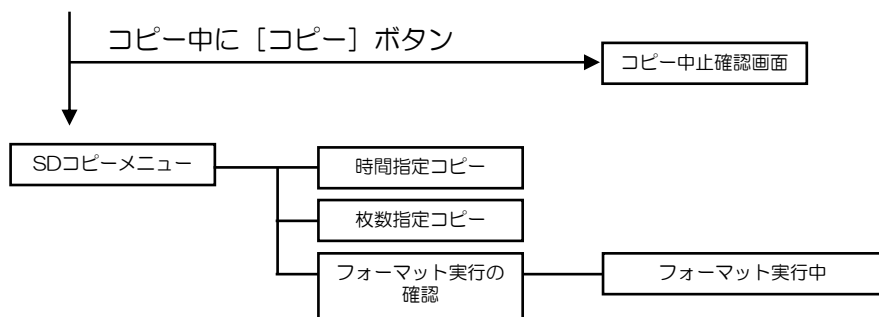 コピー中に［コピー］ボタン
コピー中止確認画面
SDコピーメニュー
時間指定コピー
枚数指定コピー
フォーマット実行の
確認
フォーマット実行中